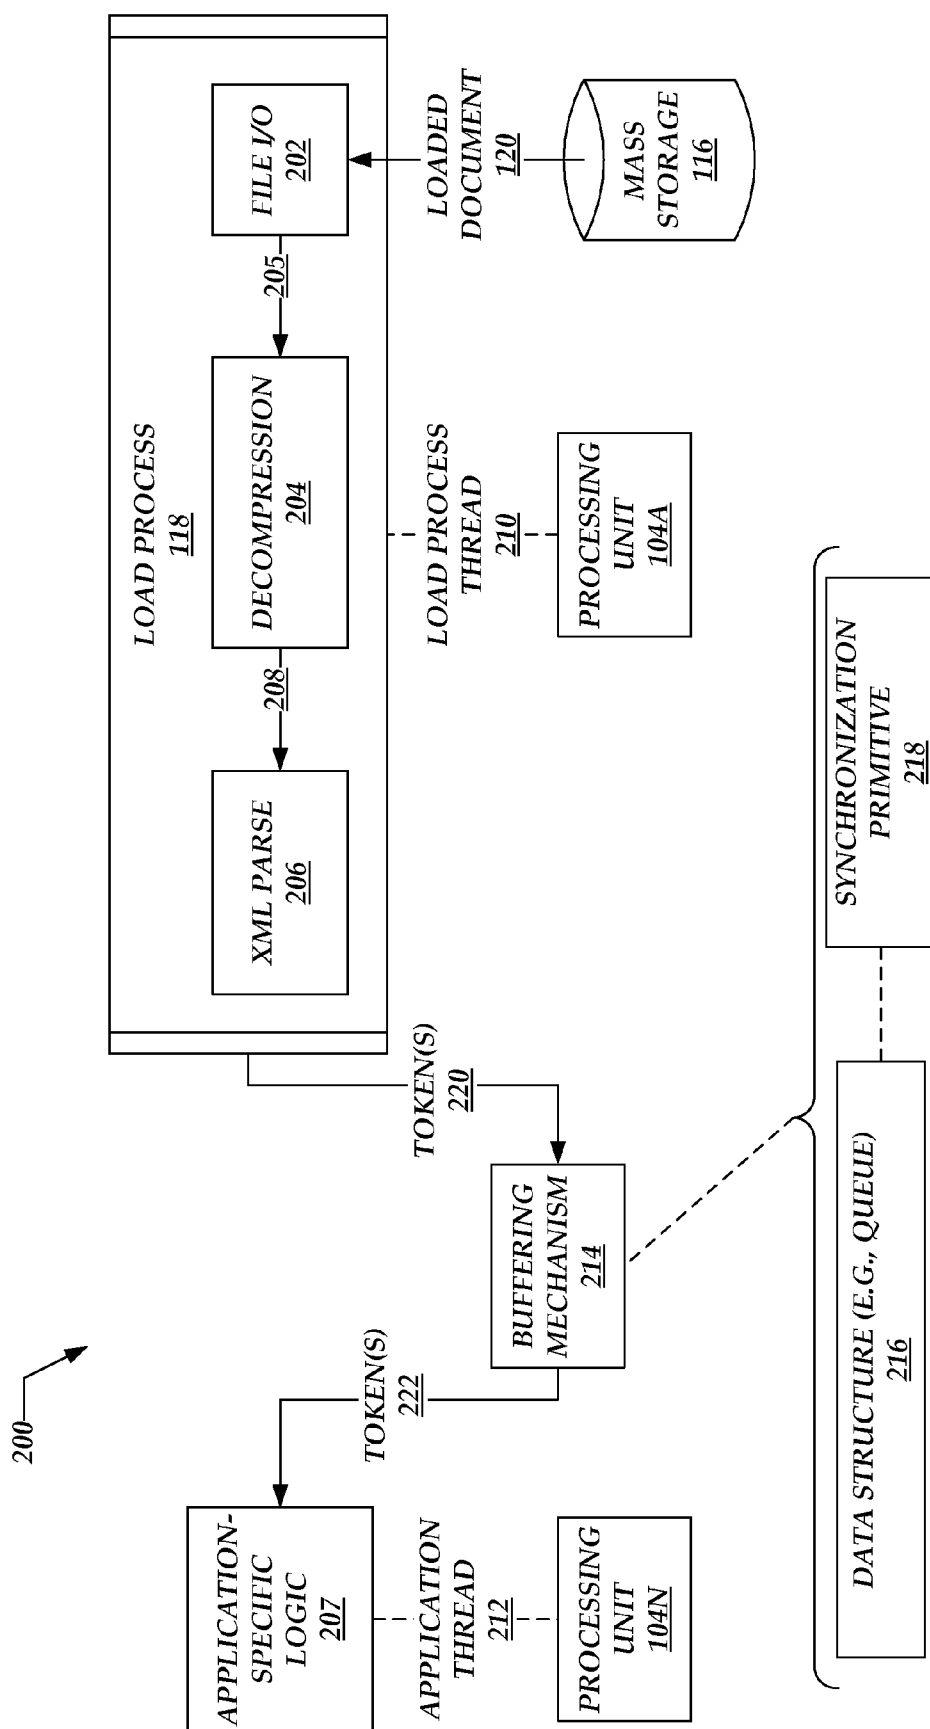 200
LOAD PROCESS
118
FILE I/O
202
205
DECOMPRESSION
204
208
XML PARSE
206
LOADED
DOCUMENT
120
MASS
STORAGE
116
LOAD PROCESS
THREAD
210
PROCESSING
UNIT
104A
TOKEN(S)
220
BUFFERING
MECHANISM
214
TOKEN(S)
222
APPLICATION-
SPECIFIC
LOGIC
207
APPLICATION
THREAD
212
PROCESSING
UNIT
104N
DATA STRUCTURE (E.G., QUEUE)
216
SYNCHRONIZATION
PRIMITIVE
218